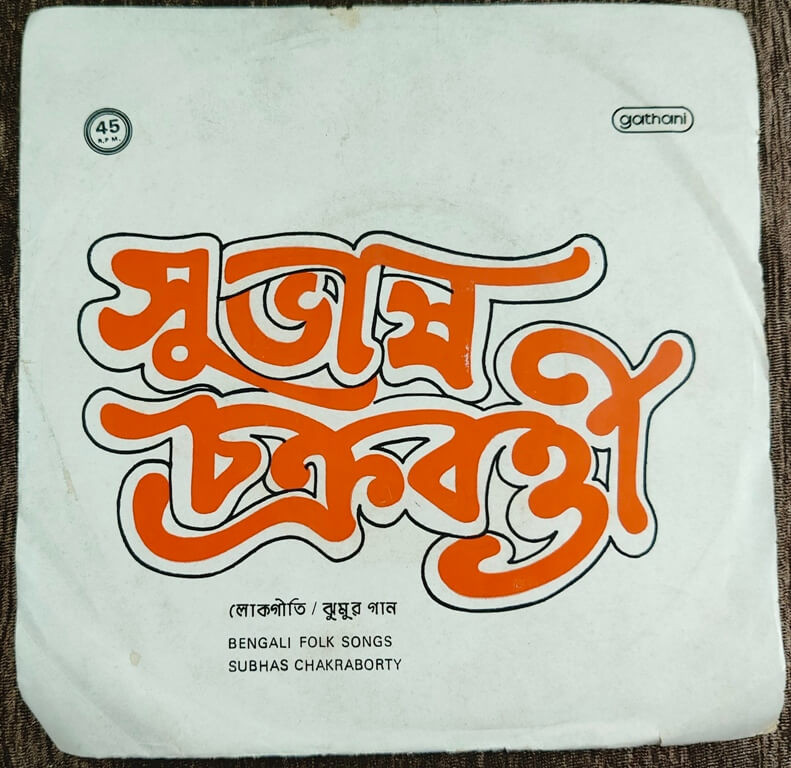 45
R.P.M.
gathani
সুভাষ
চক্রবর্ত্তী
লোকগীতি / ঝুমুর গান
BENGALI FOLK SONGS
SUBHAS CHAKRABORTY